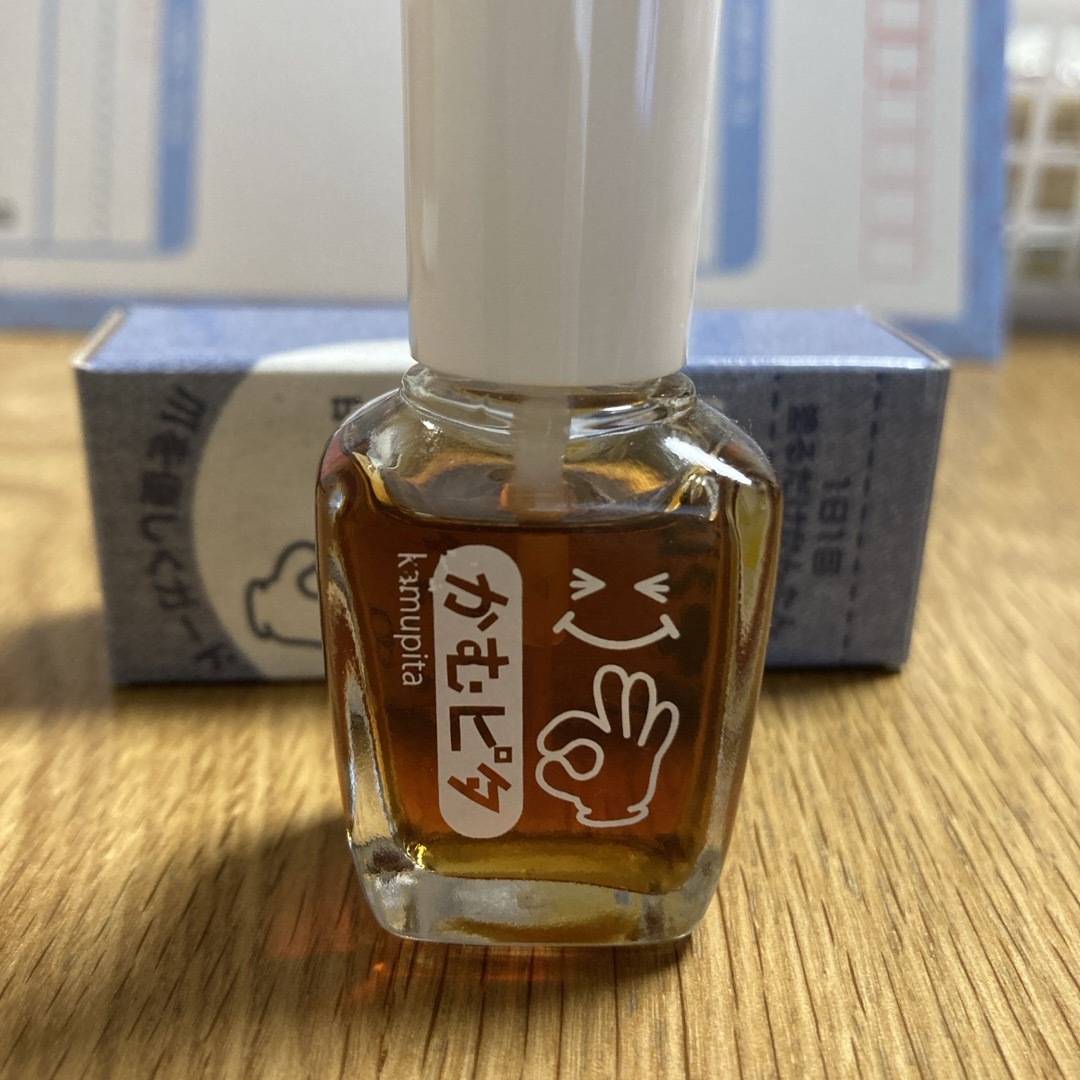 かむピタ
kamupita
爪を優しくガード
1日1回
塗るだけかんたん